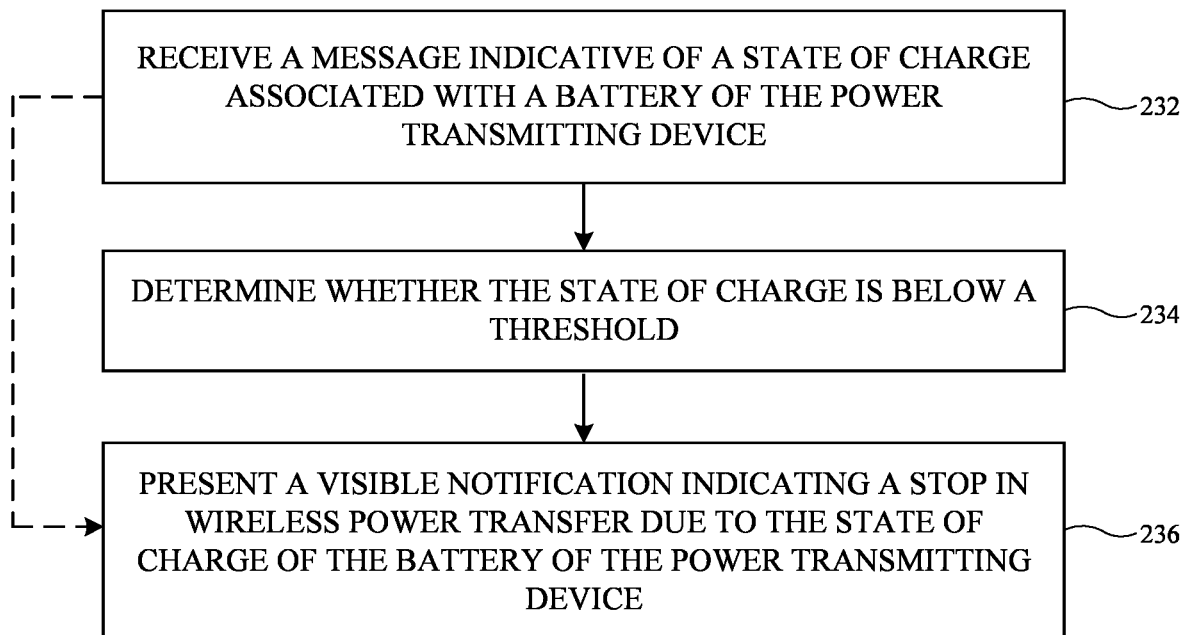 RECEIVE A MESSAGE INDICATIVE OF A STATE OF CHARGE
ASSOCIATED WITH A BATTERY OF THE POWER
TRANSMITTING DEVICE
232
DETERMINE WHETHER THE STATE OF CHARGE IS BELOW A
THRESHOLD
234
PRESENT A VISIBLE NOTIFICATION INDICATING A STOP IN
WIRELESS POWER TRANSFER DUE TO THE STATE OF
CHARGE OF THE BATTERY OF THE POWER TRANSMITTING
DEVICE
236